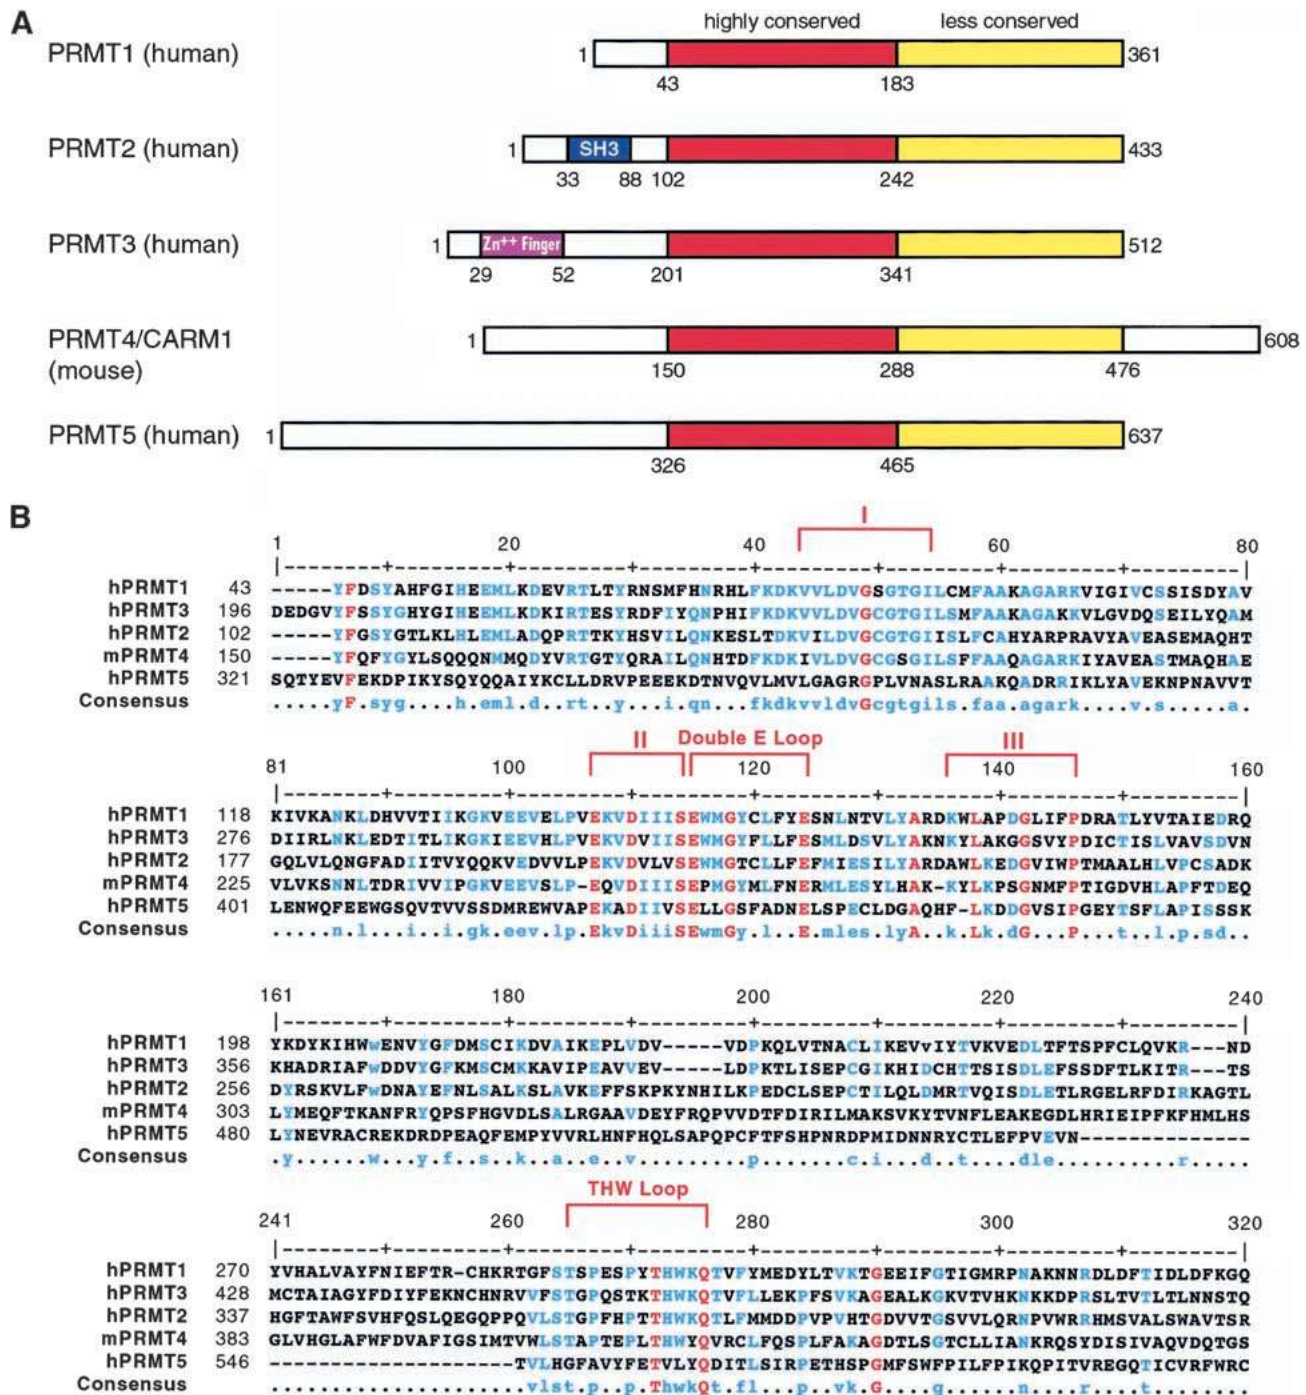 A
highly conserved less conserved
PRMT1 (human) 1 361
43 183
PRMT2 (human) 1 SH3 433
33 88 102 242
PRMT3 (human) 1 Zn++ Finger 512
29 52 201 341
PRMT4/CARM1 (mouse) 1 608
150 288 476
PRMT5 (human) 1 637
326 465
B
I
1 20 40 60 80
hPRMT1 43 -----YFDSYAHFGIHEEMLKDEVRTLTYRNSMFHNRHLFKDKVVLDVGSGTGILCMFAAKAGARKVIGIVCSSISDYAV
hPRMT3 196 DEDGVYFSSYGHYGIHEEMLKDKIRTESYRDFIYQNPHIFKDKVVLDVGCGTGILSMFAAKAGAKKVLGVDQSEILYQAM
hPRMT2 102 -----YFGSYGTLKLHLEMLADQPRTTKYHSVILQNKESLTDKVILDVGCGTGIISLFCAHYARPRAVYAVEASEMAQHT
mPRMT4 150 -----YFQFYGYLSQQQNMMQDYVRTGTYQRAILQNHTDFKDKIVLDVGCGSGILSFFAAQAGARKIYAVEASTMAQHAE
hPRMT5 321 SQTYEVFEKDPIKYSQYQQAIYKCLLDRVPEEEKDTNVQVLMVLGAGRGPLVNASLRAAKQADRRIKLYAVEKNPNAVVT
Consensus .....yF.syg....h.eml.d..rt..y...i.qn...fkdkvvldvGcgtgils.faa.agark....v.s.....a.
II Double E Loop III
81 100 120 140 160
hPRMT1 118 KIVKANKLDHVVTIIKGKVEEVELPVEKVDIIISEWMGYCLFYESNLNTVLYARDKWLAPDGLIFPDRATLYVTAIEDRQ
hPRMT3 276 DIIRLNKLEDTITLIKGKIEEVHLPVEKVDVIISEWMGYFLLFESMLDSVLYAKNKYLAKGGSVYPDICTISLVAVSDVN
hPRMT2 177 GQLVLQNGFADIITVYQQKVEDVVLPEKVDVLVSEWMGTCLLFEFMIESILYARDAWLKEDGVIWPTMAALHLVPCSADK
mPRMT4 225 VLVKSNNLTDRIVVIPGKVEEVSLP-EQVDIIISEPMGYMLFNERMLESYLHAK-KYLKPSGNMFPTIGDVHLAPFTDEQ
hPRMT5 401 LENWQFEEWGSQVTVVSSDMREWVAPEKADIIVSELLGSFADNELSPECLDGAQHF-LKDDGVSIPGEYTSFLAPISSSK
Consensus .....n.l...i..i.gk.eev.lp.EkvDiiiSEwmGy.l..E.mles.lyA..k.Lk.dG...P...t..l.p.sd..
161 180 200 220 240
hPRMT1 198 YKDYKIHWwENVYGFDMSCIKDVAIKEPLVDV-----VDPKQLVTNACLIKEVvIYTVKVEDLTFTSPFCLQVKR---ND
hPRMT3 356 KHADRIAFwDDVYGFKMSCMKKAVIPEAVVEV-----LDPKTLISEPCGIKHIDCHTTSISDLEFSSDFTLKITR---TS
hPRMT2 256 DYRSKVLFwDNAYEFNLSALKSLAVKEFFSKPKYNHILKPEDCLSEPCTILQLDMRTVQISDLETLRGELRFDIRKAGTL
mPRMT4 303 LYMEQFTKANFRYQPSFHGVDLSALRGAAVDEYFRQPVVDTFDIRILMAKSVKYTVNFLEAKEGDLHRIEIPFKFHMLHS
hPRMT5 480 LYNEVRACREKDRDPEAQFEMPYVVRLHNFHQLSAPQPCFTFSHPNRDPMIDNNRYCTLEFPVEVN--------------
Consensus .y......w...y.f..s..k..a..e..v.........p.......c.i...d..t....dle..........r.....
THW Loop
241 260 280 300 320
hPRMT1 270 YVHALVAYFNIEFTR-CHKRTGFSTSPESPYTHWKQTVFYMEDYLTVKTGEEIFGTIGMRPNAKNNRDLDFTIDLDFKGQ
hPRMT3 428 MCTAIAGYFDIYFEKNCHNRVVFSTGPQSTKTHWKQTVFLLEKPFSVKAGEALKGKVTVHKNKKDPRSLTVTLTLNNSTQ
hPRMT2 337 HGFTAWFSVHFQSLQEGQPPQVLSTGPFHPTTHWKQTLFMMDDPVPVHTGDVVTGSVVLQRNPVWRRHMSVALSWAVTSR
mPRMT4 383 GLVHGLAFWFDVAFIGSIMTVWLSTAPTEPLTHWYQVRCLFQSPLFAKAGDTLSGTCLLIANKRQSYDISIVAQVDQTGS
hPRMT5 546 --------------------TVLHGFAVYFETVLYQDITLSIRPETHSPGMFSWFPILFPIKQPITVREGQTICVRFWRC
Consensus .....................vlst.p..p.ThwkQt.fl...p..vk.G....g......n....r....t........